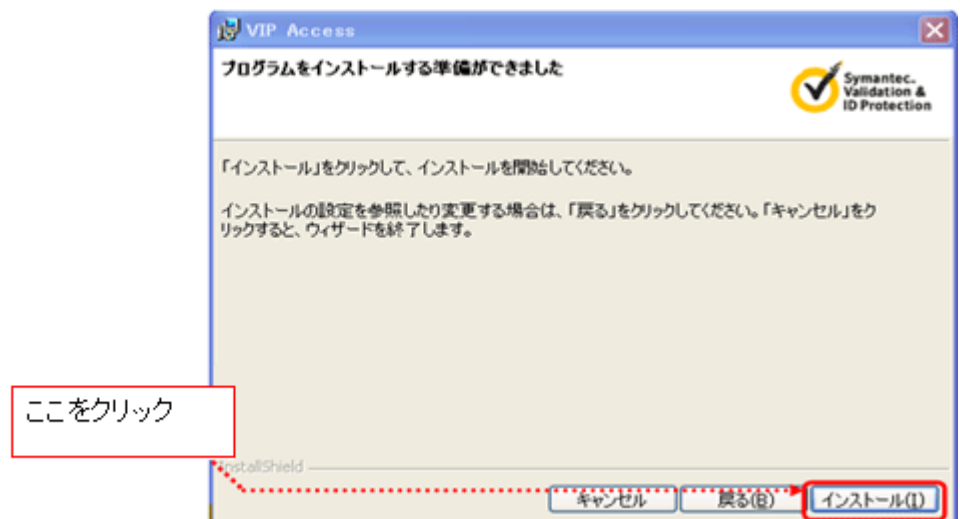 VIP Access
プログラムをインストールする準備ができました
Symantec.
Validation &
ID Protection
「インストール」をクリックして、インストールを開始してください。
インストールの設定を参照したり変更する場合は、「戻る」をクリックしてください。「キャンセル」をク
リックすると、ウィザードを終了します。
ここをクリック
InstallShield
キャンセル
戻る(B)
インストール(I)